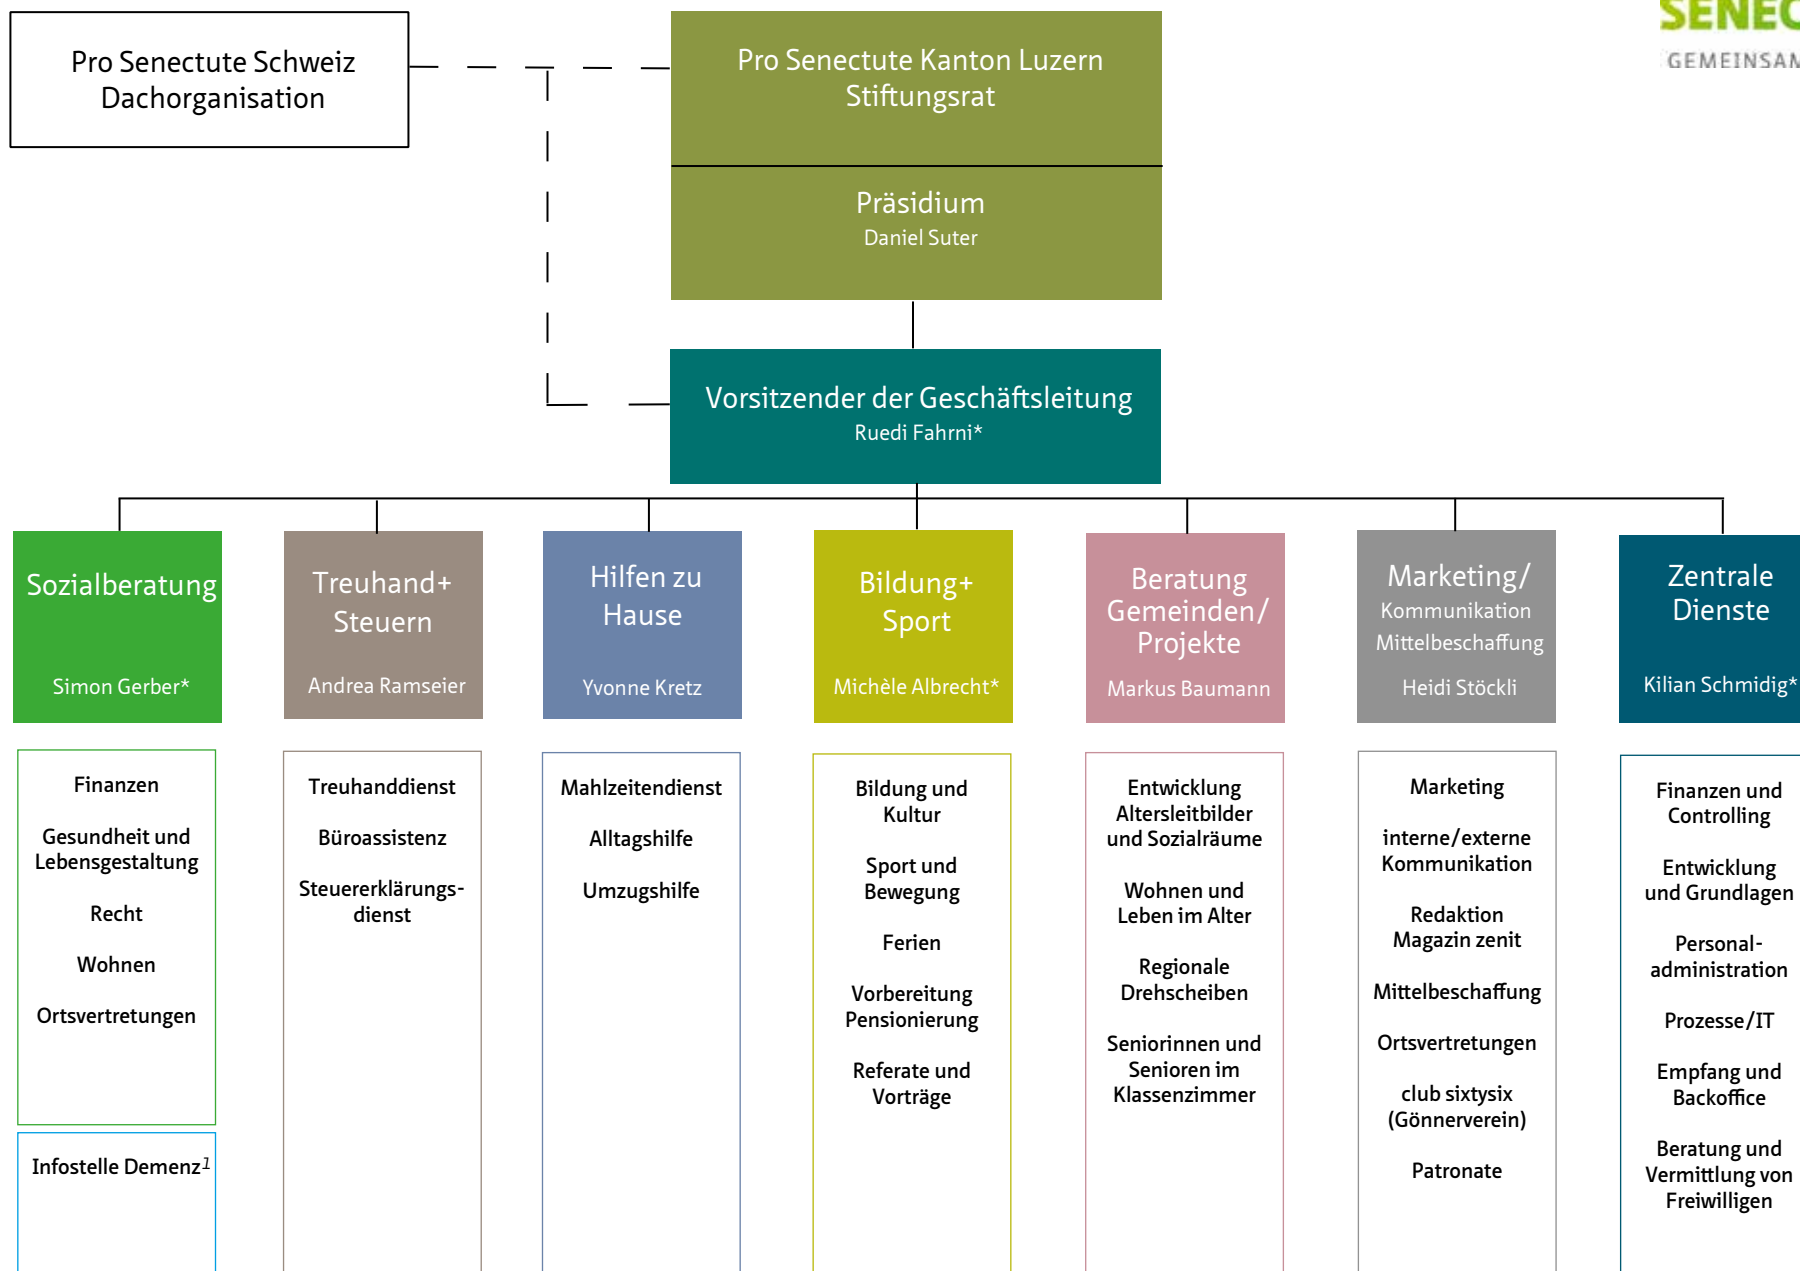 SENEC
GEMEINSAM
Pro Senectute Schweiz
Dachorganisation
Pro Senectute Kanton Luzern
Stiftungsrat
Präsidium
Daniel Suter
Vorsitzender der Geschäftsleitung
Ruedi Fahrni*
Sozialberatung
Simon Gerber*
Treuhand+
Steuern
Andrea Ramseier
Hilfen zu
Hause
Yvonne Kretz
Bildung+
Sport
Michèle Albrecht*
Beratung
Gemeinden/
Projekte
Markus Baumann
Marketing/
Kommunikation
Mittelbeschaffung
Heidi Stöckli
Zentrale
Dienste
Kilian Schmidig*
Finanzen
Gesundheit und
Lebensgestaltung
Recht
Wohnen
Ortsvertretungen
Infostelle Demenz1
Treuhanddienst
Büroassistenz
Steuererklärungs-
dienst
Mahlzeitendienst
Alltagshilfe
Umzugshilfe
Bildung und
Kultur
Sport und
Bewegung
Ferien
Vorbereitung
Pensionierung
Referate und
Vorträge
Entwicklung
Altersleitbilder
und Sozialräume
Wohnen und
Leben im Alter
Regionale
Drehscheiben
Seniorinnen und
Senioren im
Klassenzimmer
Marketing
interne/externe
Kommunikation
Redaktion
Magazin zenit
Mittelbeschaffung
Ortsvertretungen
club sixtysix
(Gönnerverein)
Patronate
Finanzen und
Controlling
Entwicklung
und Grundlagen
Personal-
administration
Prozesse/IT
Empfang und
Backoffice
Beratung und
Vermittlung von
Freiwilligen